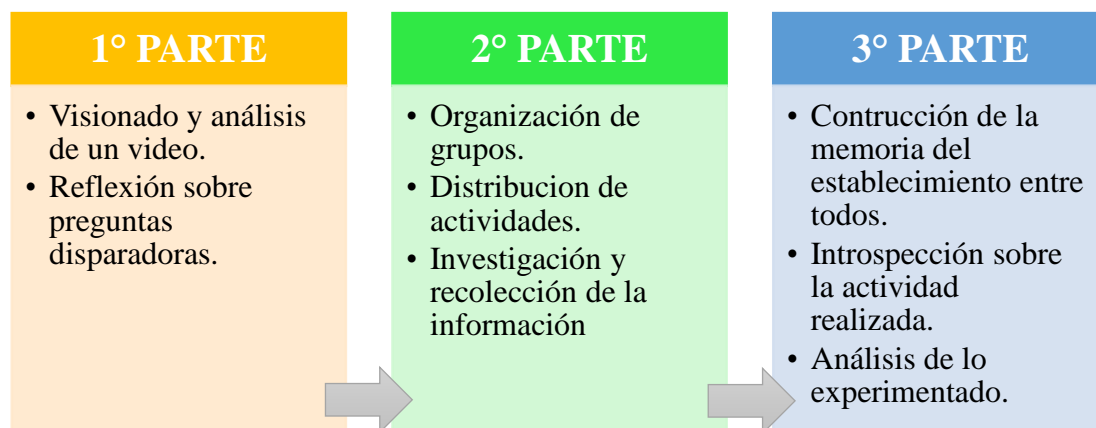 1° PARTE
• Visionado y análisis
de un video.
• Reflexión sobre
preguntas
disparadoras.
2° PARTE
• Organización de
grupos.
• Distribucion de
actividades.
• Investigación y
recolección de la
información
3° PARTE
• Contrucción de la
memoria del
establecimiento entre
todos.
• Introspección sobre
la actividad
realizada.
• Análisis de lo
experimentado.